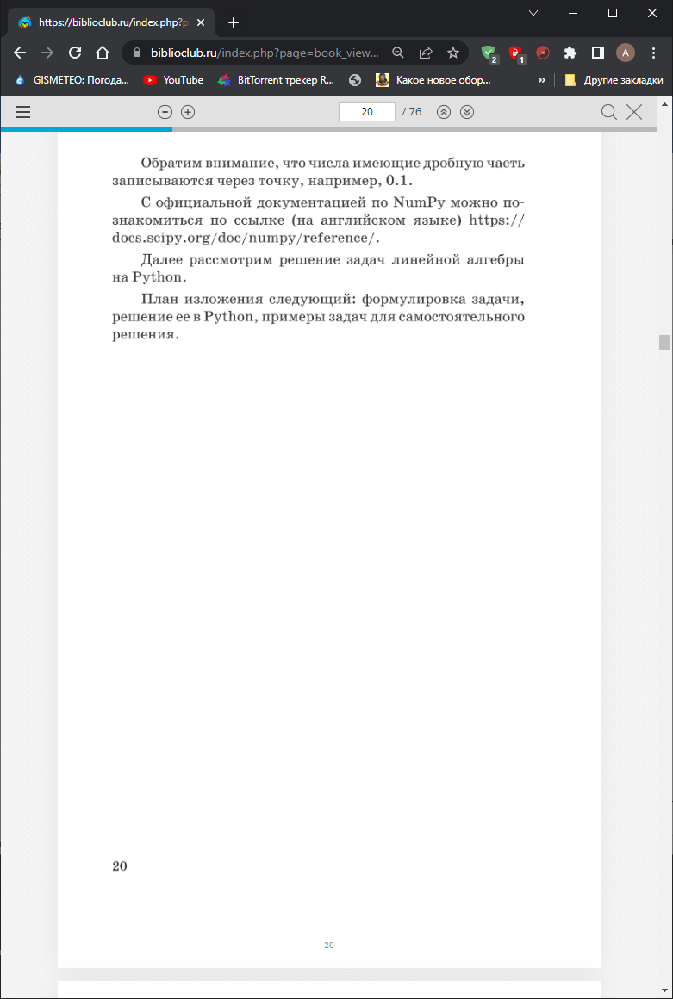 https://biblioclub.ru/index.php?p
biblioclub.ru/index.php?page=book_view...
2
1
A
GISMETEO: Погода...
YouTube
BitTorrent трекер R...
Какое новое обор...
»
Другие закладки
20 / 76
Обратим внимание, что числа имеющие дробную часть
записываются через точку, например, 0.1.
С официальной документацией по NumPy можно по-
знакомиться по ссылке (на английском языке) https://
docs.scipy.org/doc/numpy/reference/.
Далее рассмотрим решение задач линейной алгебры
на Python.
План изложения следующий: формулировка задачи,
решение ее в Python, примеры задач для самостоятельного
решения.
20
- 20 -